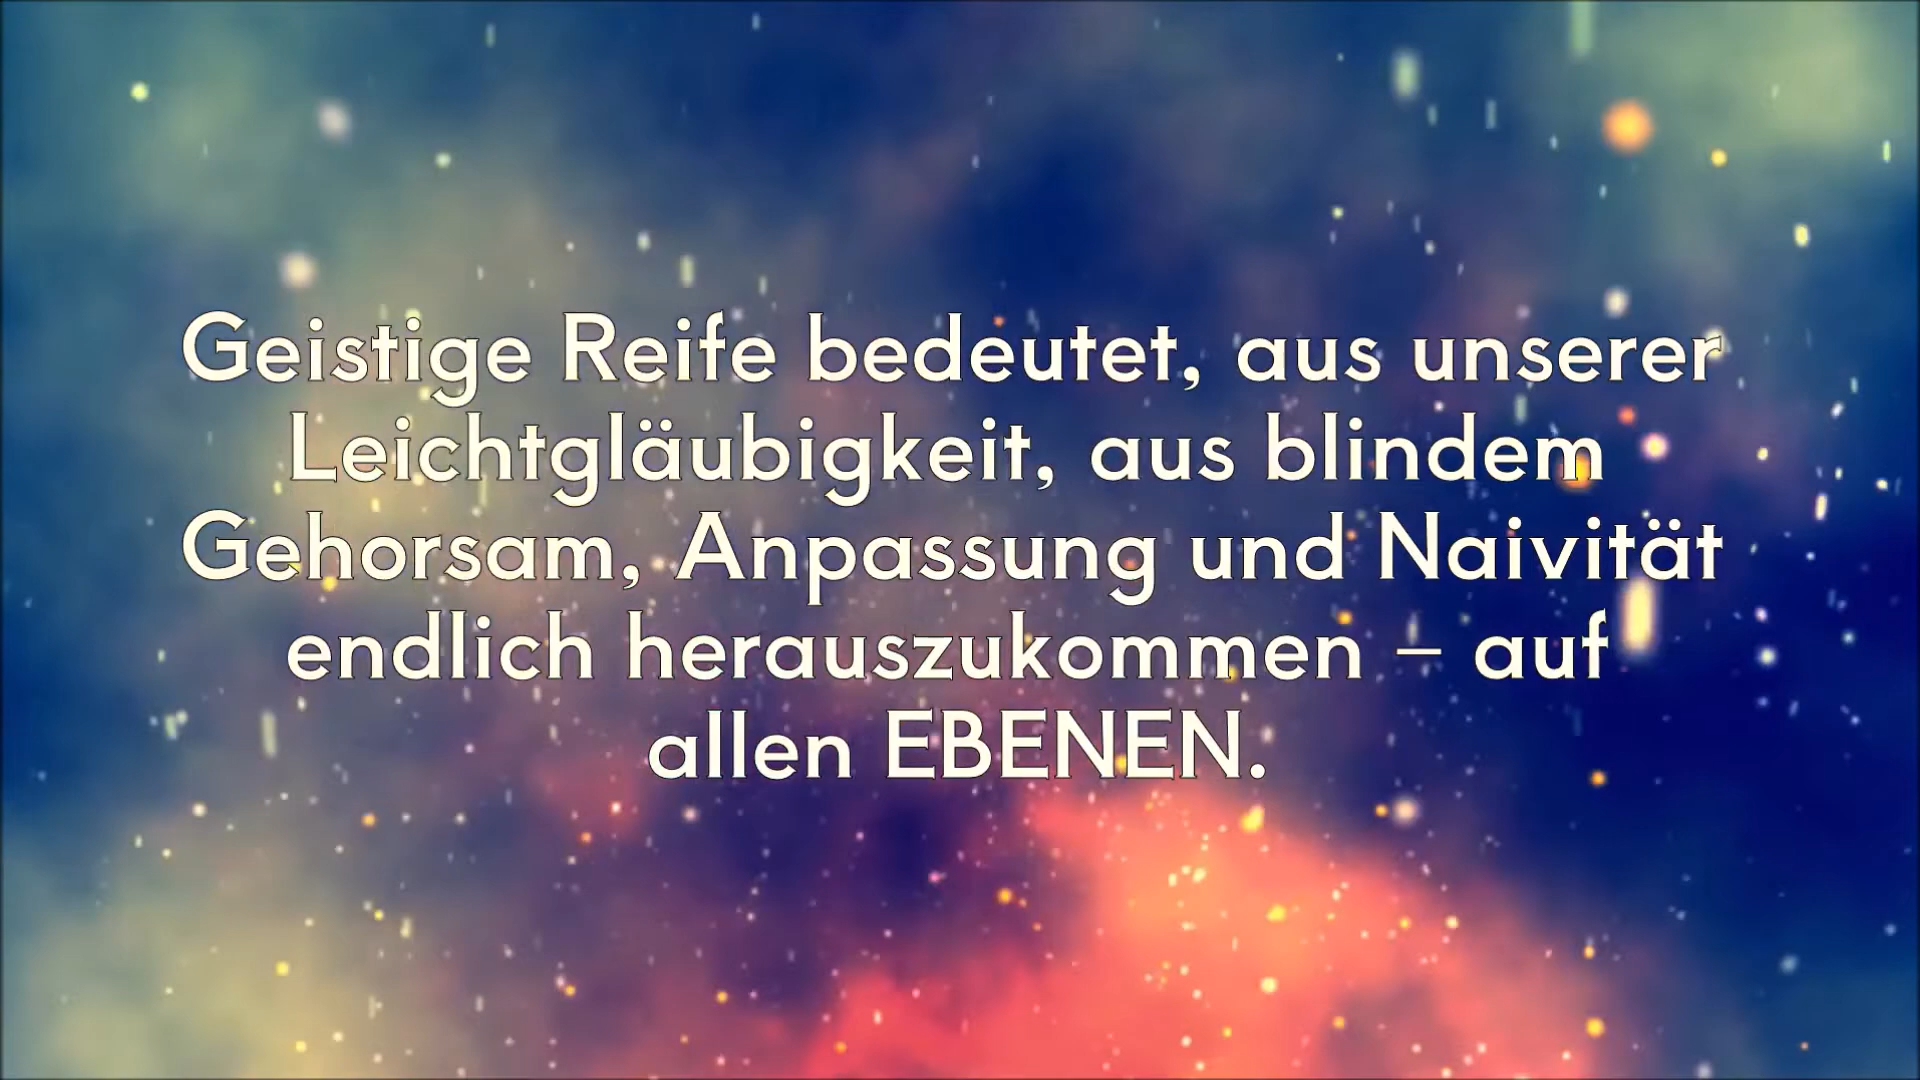 Geistige Reife bedeutet, aus unserer
Leichtgläubigkeit, aus blindem
Gehorsam, Anpassung und Naivität
endlich herauszukommen – auf
allen EBENEN.